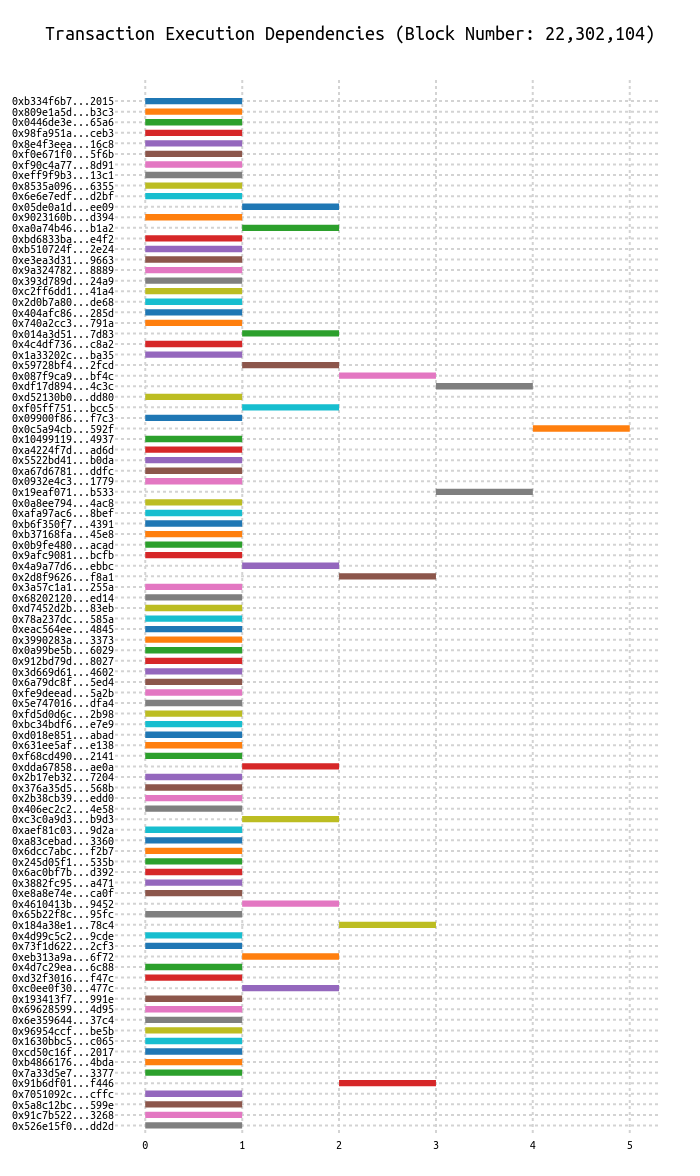 Transaction Execution Dependencies (Block Number: 22,302,104)
0xb334f6b7...2015
0x809e1a5d...b3c3
0x0446de3e...65a6
0x98fa951a...ceb3
0x8e4f3eea...16c8
0xf0e671f0...5f6b
0xf90c4a77...8d91
0xeff9f9b3...13c1
0x8535a096...6355
0x6e6e7edf...d2bf
0x05de0a1d...ee09
0x9023160b...d394
0xa0a74b46...b1a2
0xbd6833ba...e4f2
0xb510724f...2e24
0xe3ea3d31...9663
0x9a324782...8889
0x393d789d...24a9
0xc2ff6dd1...41a4
0x2d0b7a80...de68
0x404afc86...285d
0x740a2cc3...791a
0x014a3d51...7d83
0x4c4df736...c8a2
0x1a33202c...ba35
0x59728bf4...2fcd
0x087f9ca9...bf4c
0xdf17d894...4c3c
0xd52130b0...dd80
0xf05ff751...bcc5
0x09900f86...f7c3
0x0c5a94cb...592f
0x10499119...4937
0xa4224f7d...ad6d
0x5522bd41...b0da
0xa67d6781...ddfc
0x0932e4c3...1779
0x19eaf071...b533
0x0a8ee794...4ac8
0xafa97ac6...8bef
0xb6f350f7...4391
0xb37168fa...45e8
0x0b9fe480...acad
0x9afc9081...bcfb
0x4a9a77d6...ebbc
0x2d8f9626...f8a1
0x3a57c1a1...255a
0x68202120...ed14
0xd7452d2b...83eb
0x78a237dc...585a
0xeac564ee...4845
0x3990283a...3373
0x0a99be5b...6029
0x912bd79d...8027
0x3d669d61...4602
0x6a79dc8f...5ed4
0xfe9deead...5a2b
0x5e747016...dfa4
0xfd5d0d6c...2b98
0xbc34bdf6...e7e9
0xd018e851...abad
0x631ee5af...e138
0xf68cd490...2141
0xdda67858...ae0a
0x2b17eb32...7204
0x376a35d5...568b
0x2b38cb39...edd0
0x406ec2c2...4e58
0xc3c0a9d3...b9d3
0xaef81c03...9d2a
0xa83cebad...3360
0x6dcc7abc...f2b7
0x245d05f1...535b
0x6ac0bf7b...d392
0x3882fc95...a471
0xe8a8e74e...ca0f
0x4610413b...9452
0x65b22f8c...95fc
0x184a38e1...78c4
0x4d99c5c2...9cde
0x73f1d622...2cf3
0xeb313a9a...6f72
0x4d7c29ea...6c88
0xd32f3016...f47c
0xc0ee0f30...477c
0x193413f7...991e
0x69628599...4d95
0x6e359644...37c4
0x96954ccf...be5b
0x1630bbc5...c065
0xcd50c16f...2017
0xb4866176...4bda
0x7a33d5e7...3377
0x91b6df01...f446
0x7051092c...cffc
0x5a8c12bc...599e
0x91c7b522...3268
0x526e15f0...dd2d
0 1 2 3 4 5